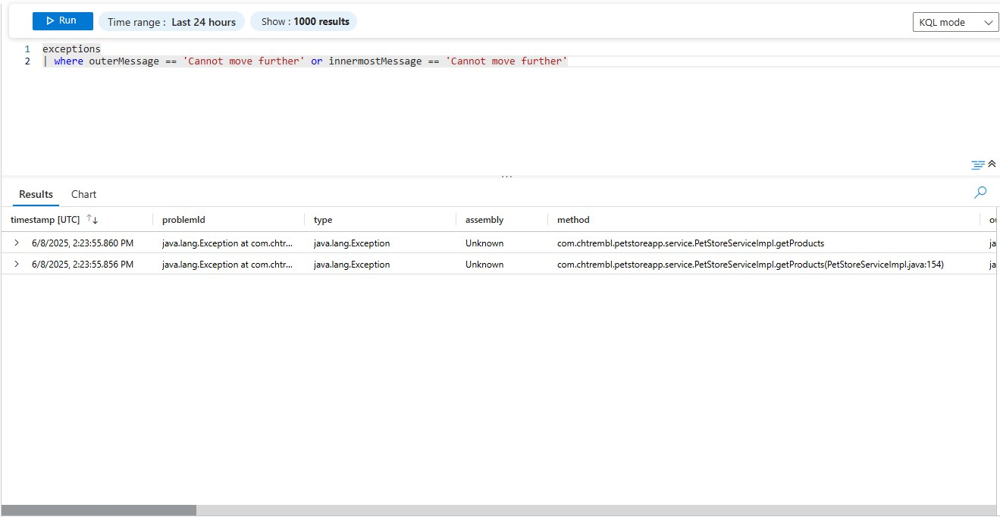 Run Time range : Last 24 hours Show : 1000 results KQL mode
1 exceptions
2 | where outerMessage == 'Cannot move further' or innermostMessage == 'Cannot move further'
Results Chart
timestamp [UTC] problemId type assembly method ou
6/8/2025, 2:23:55.860 PM java.lang.Exception at com.chtr... java.lang.Exception Unknown com.chtrembl.petstoreapp.service.PetStoreServiceImpl.getProducts ja
6/8/2025, 2:23:55.856 PM java.lang.Exception at com.chtr... java.lang.Exception Unknown com.chtrembl.petstoreapp.service.PetStoreServiceImpl.getProducts(PetStoreServiceImpl.java:154) ja